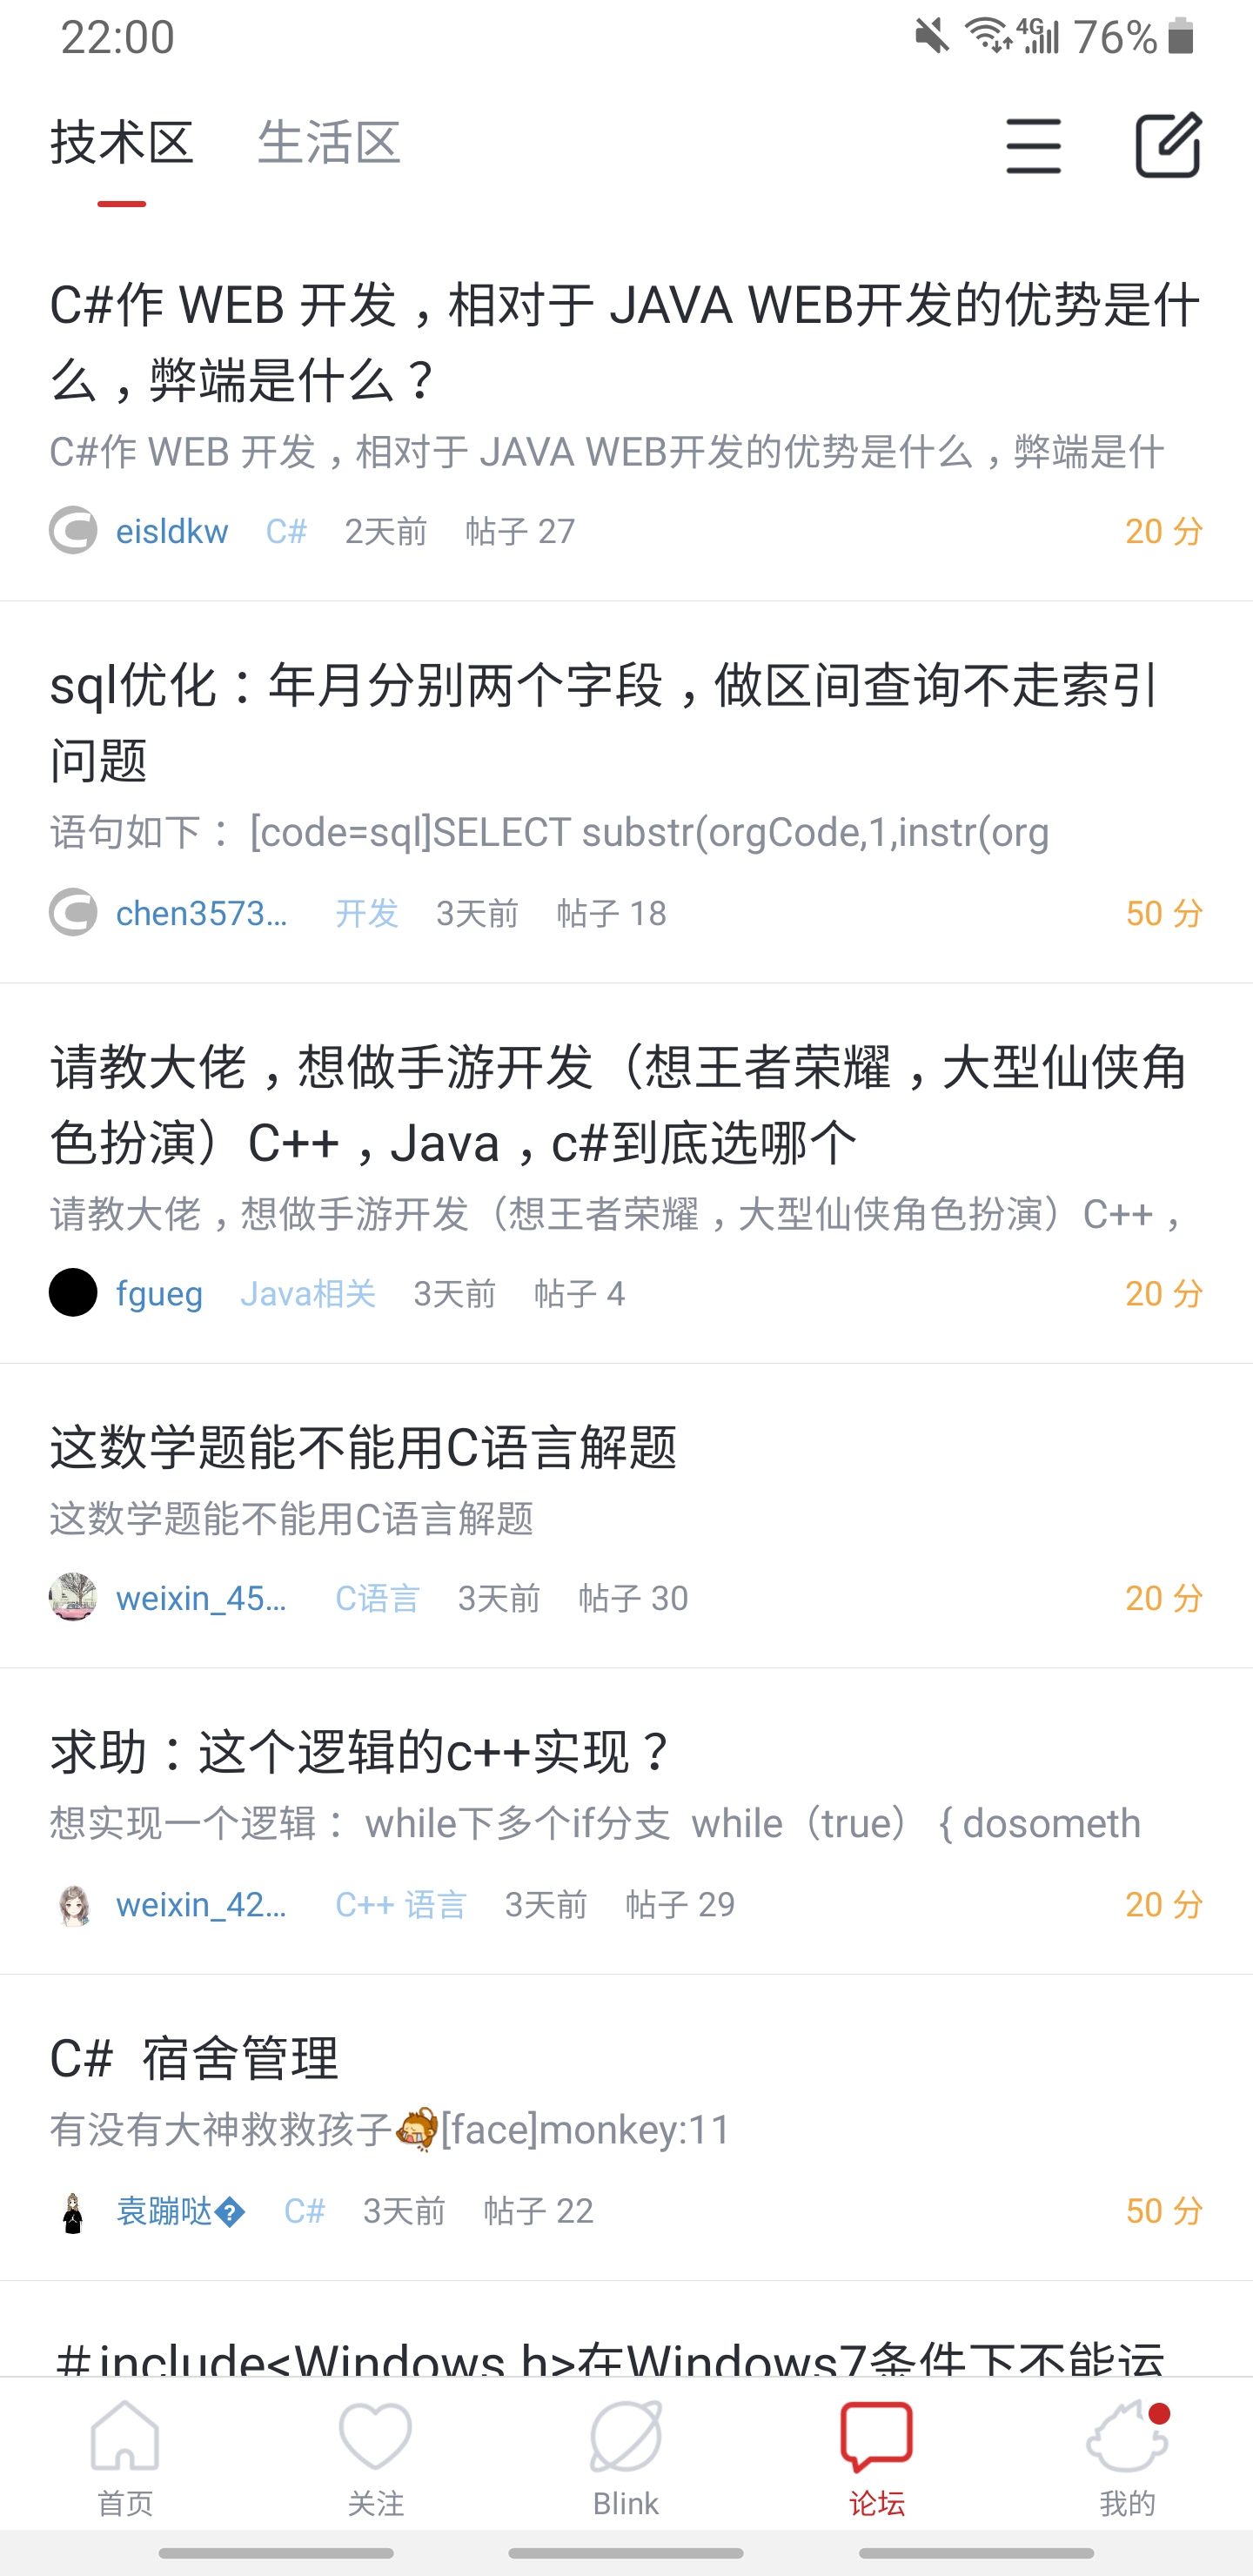 22:00
4G
76%
技术区
生活区
C#作 WEB 开发，相对于 JAVA WEB开发的优势是什
么，弊端是什么？
C#作 WEB 开发，相对于 JAVA WEB开发的优势是什么，弊端是什
eisldkw C# 2天前 帖子 27 20 分
sql优化：年月分别两个字段，做区间查询不走索引
问题
语句如下： [code=sql]SELECT substr(orgCode,1,instr(org
chen3573... 开发 3天前 帖子 18 50 分
请教大佬，想做手游开发（想王者荣耀，大型仙侠角
色扮演）C++，Java，c#到底选哪个
请教大佬，想做手游开发（想王者荣耀，大型仙侠角色扮演）C++，
fgueg Java相关 3天前 帖子 4 20 分
这数学题能不能用C语言解题
这数学题能不能用C语言解题
weixin_45... C语言 3天前 帖子 30 20 分
求助：这个逻辑的c++实现？
想实现一个逻辑： while下多个if分支 while（true） { dosometh
weixin_42... C++ 语言 3天前 帖子 29 20 分
C# 宿舍管理
有没有大神救救孩子[face]monkey:11
袁蹦哒� C# 3天前 帖子 22 50 分
＃include<Windows.h>在Windows7条件下不能运
首页
关注
Blink
论坛
我的